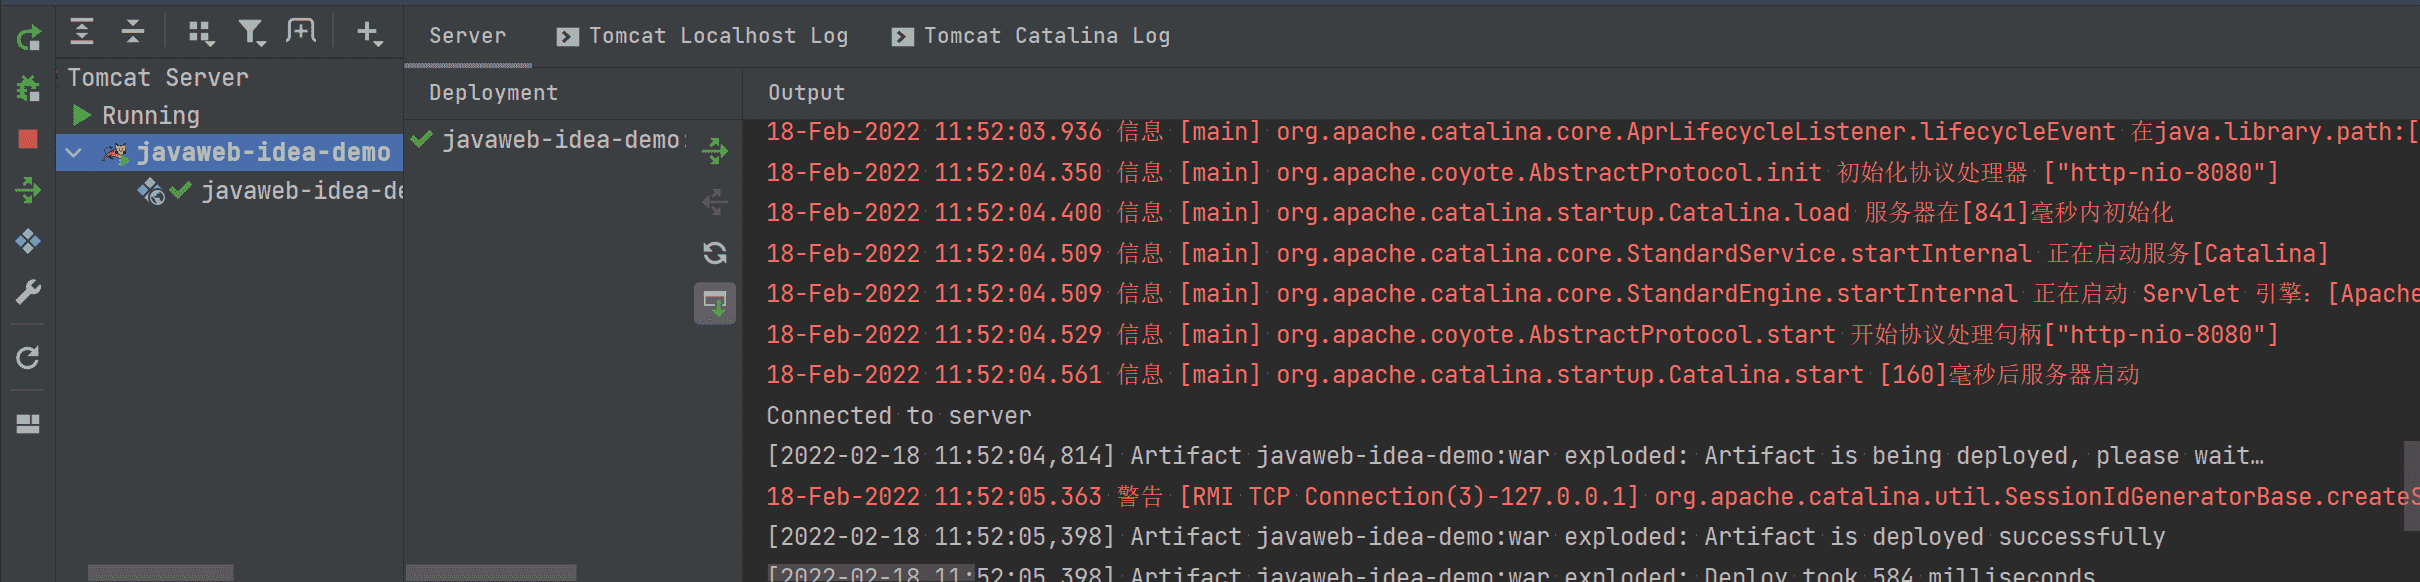 Server
Tomcat Localhost Log
Tomcat Catalina Log
Tomcat Server
Running
javaweb-idea-demo
javaweb-idea-de
Deployment
javaweb-idea-demo:
Output
18-Feb-2022 11:52:03.936 信息 [main] org.apache.catalina.core.AprLifecycleListener.lifecycleEvent 在java.library.path:[
18-Feb-2022 11:52:04.350 信息 [main] org.apache.coyote.AbstractProtocol.init 初始化协议处理器 ["http-nio-8080"]
18-Feb-2022 11:52:04.400 信息 [main] org.apache.catalina.startup.Catalina.load 服务器在[841]毫秒内初始化
18-Feb-2022 11:52:04.509 信息 [main] org.apache.catalina.core.StandardService.startInternal 正在启动服务[Catalina]
18-Feb-2022 11:52:04.509 信息 [main] org.apache.catalina.core.StandardEngine.startInternal 正在启动 Servlet 引擎：[Apache
18-Feb-2022 11:52:04.529 信息 [main] org.apache.coyote.AbstractProtocol.start 开始协议处理句柄["http-nio-8080"]
18-Feb-2022 11:52:04.561 信息 [main] org.apache.catalina.startup.Catalina.start [160]毫秒后服务器启动
Connected to server
[2022-02-18 11:52:04,814] Artifact javaweb-idea-demo:war exploded: Artifact is being deployed, please wait…
18-Feb-2022 11:52:05.363 警告 [RMI TCP Connection(3)-127.0.0.1] org.apache.catalina.util.SessionIdGeneratorBase.createS
[2022-02-18 11:52:05,398] Artifact javaweb-idea-demo:war exploded: Artifact is deployed successfully
[2022-02-18 11:52:05,398] Artifact javaweb-idea-demo:war exploded: Deploy took 584 milliseconds